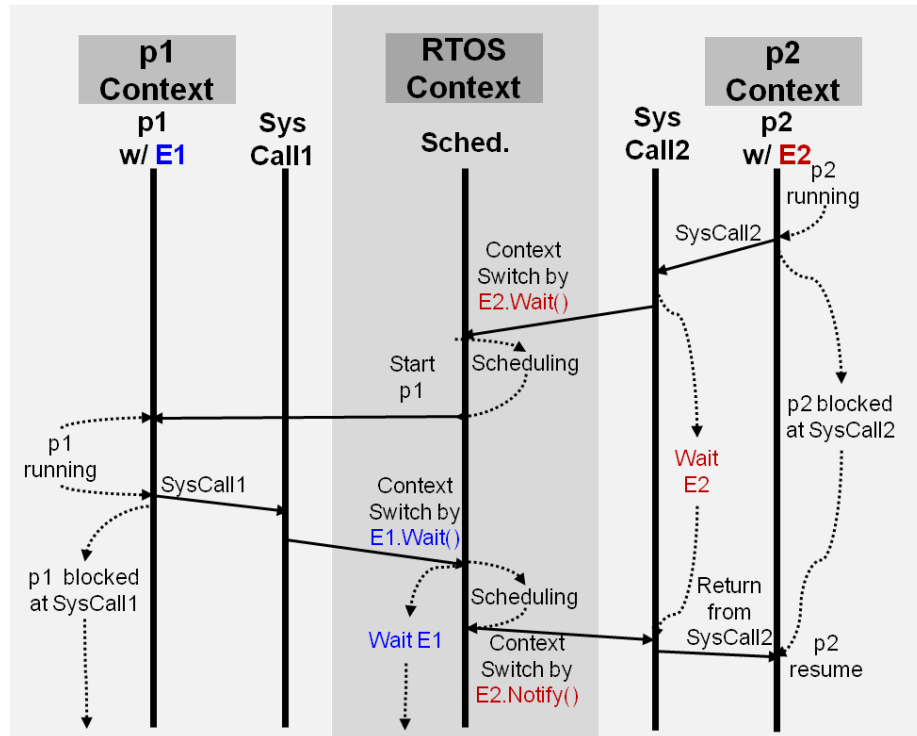 p1
Context
RTOS
Context
p2
Context
p1
w/ E1
Sys
Call1
Sched.
Sys
Call2
p2
w/ E2
p2
running
SysCall2
Context
Switch by
E2.Wait()
Start
p1
Scheduling
p2 blocked
at SysCall2
p1
running
Wait
E2
SysCall1
Context
Switch by
E1.Wait()
p1 blocked
at SysCall1
Scheduling
Return
from
SysCall2
Wait E1
Context
Switch by
E2.Notify()
p2
resume